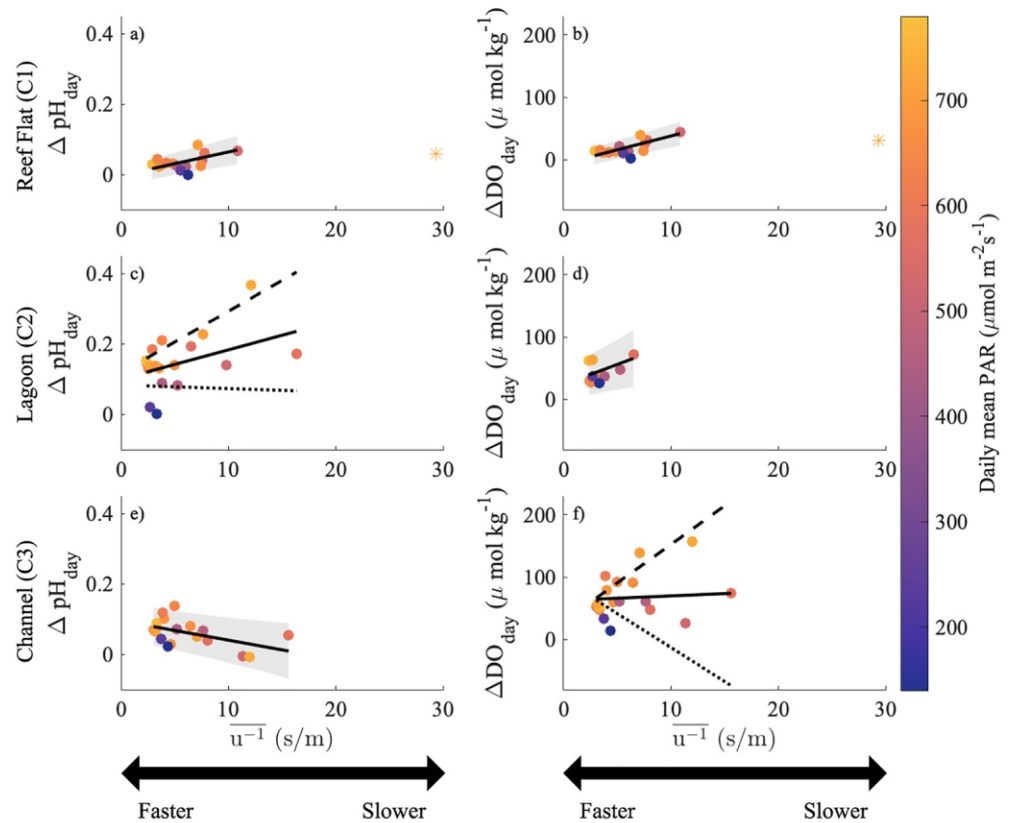 Reef Flat (C1)
Δ pH_day
0.4
0.2
0
a)
0 10 20 30
ΔDO_day (μ mol kg⁻¹)
200
100
0
b)
0 10 20 30
Lagoon (C2)
Δ pH_day
0.4
0.2
0
c)
0 10 20 30
ΔDO_day (μ mol kg⁻¹)
200
100
0
d)
0 10 20 30
Channel (C3)
Δ pH_day
0.4
0.2
0
e)
0 10 20 30
u⁻¹ (s/m)
Faster Slower
ΔDO_day (μ mol kg⁻¹)
200
100
0
f)
0 10 20 30
u⁻¹ (s/m)
Faster Slower
700
600
500
400
300
200
Daily mean PAR (μmol m⁻²s⁻¹)